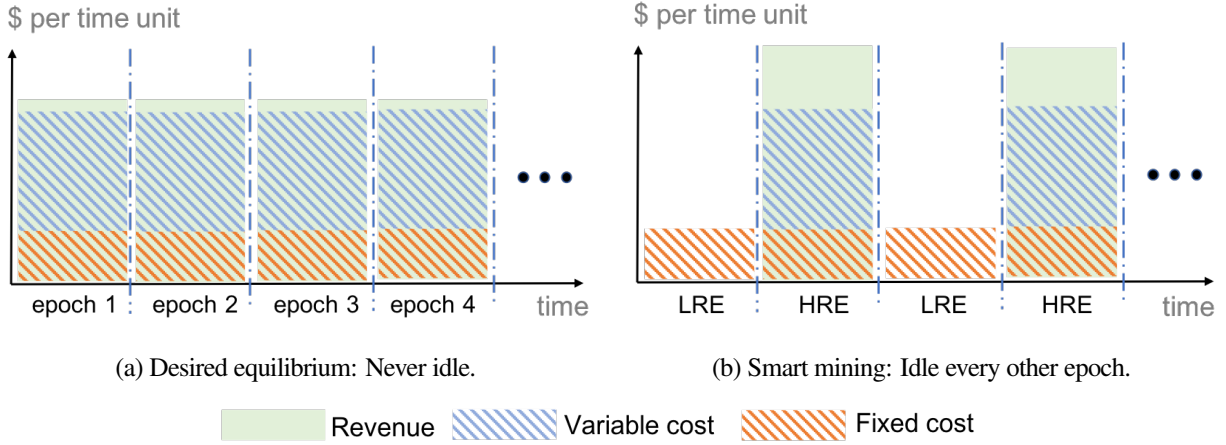 $ per time unit
epoch 1 epoch 2 epoch 3 epoch 4 time
(a) Desired equilibrium: Never idle.
$ per time unit
LRE HRE LRE HRE time
(b) Smart mining: Idle every other epoch.
Revenue Variable cost Fixed cost